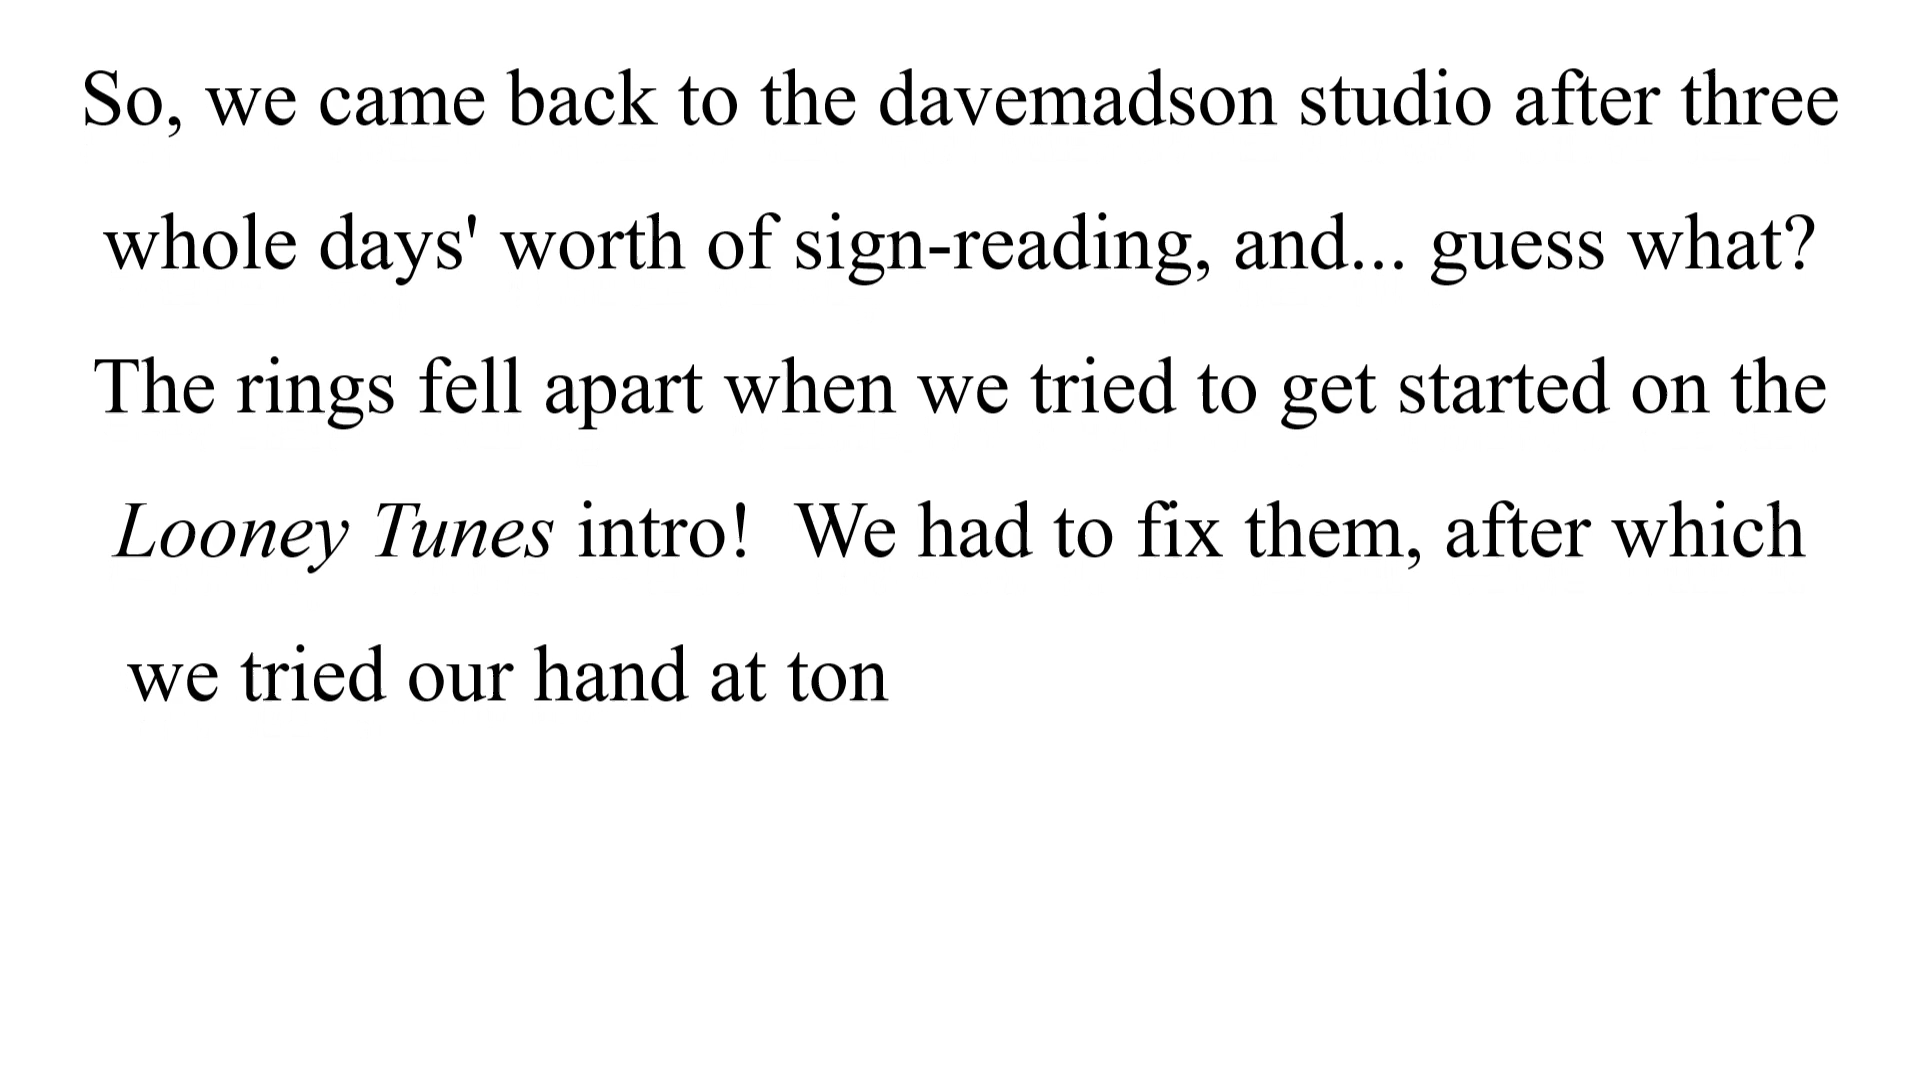 So, we came back to the davemadson studio after three
whole days' worth of sign-reading, and... guess what?
The rings fell apart when we tried to get started on the
Looney Tunes intro!  We had to fix them, after which
we tried our hand at ton